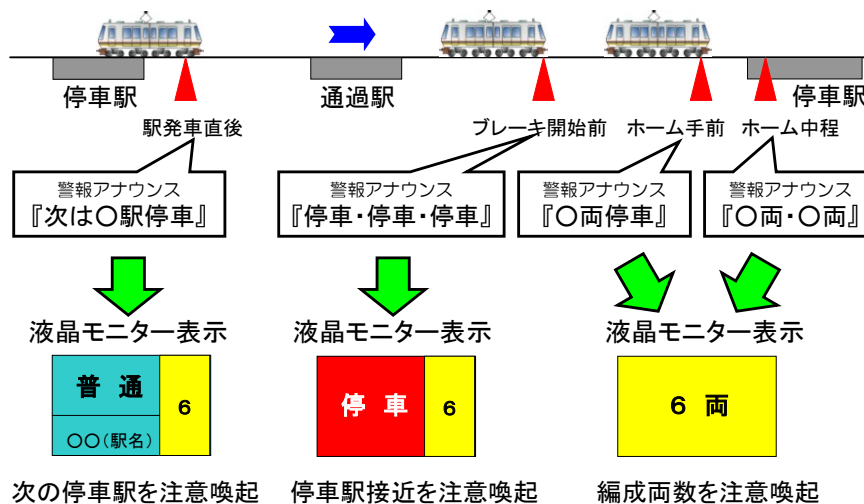 停車駅
通過駅
停車駅
駅発車直後
ブレーキ開始前
ホーム手前
ホーム中程
警報アナウンス
『次は〇駅停車』
警報アナウンス
『停車・停車・停車』
警報アナウンス
『〇両停車』
警報アナウンス
『〇両・〇両』
液晶モニター表示
液晶モニター表示
液晶モニター表示
普 通
〇〇(駅名)
6
停 車
6
6 両
次の停車駅を注意喚起
停車駅接近を注意喚起
編成両数を注意喚起